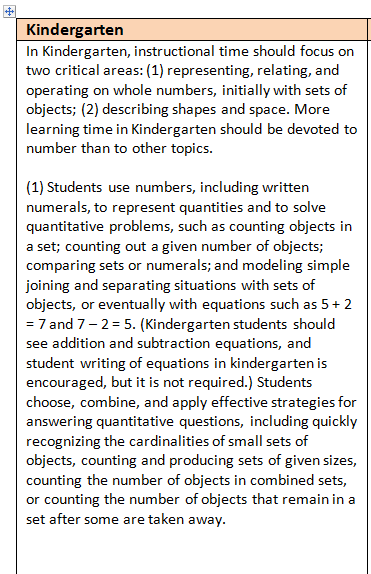 Kindergarten
In Kindergarten, instructional time should focus on
two critical areas: (1) representing, relating, and
operating on whole numbers, initially with sets of
objects; (2) describing shapes and space. More
learning time in Kindergarten should be devoted to
number than to other topics.
(1) Students use numbers, including written
numerals, to represent quantities and to solve
quantitative problems, such as counting objects in
a set; counting out a given number of objects;
comparing sets or numerals; and modeling simple
joining and separating situations with sets of
objects, or eventually with equations such as 5 + 2
= 7 and 7 – 2 = 5. (Kindergarten students should
see addition and subtraction equations, and
student writing of equations in kindergarten is
encouraged, but it is not required.) Students
choose, combine, and apply effective strategies for
answering quantitative questions, including quickly
recognizing the cardinalities of small sets of
objects, counting and producing sets of given sizes,
counting the number of objects in combined sets,
or counting the number of objects that remain in a
set after some are taken away.